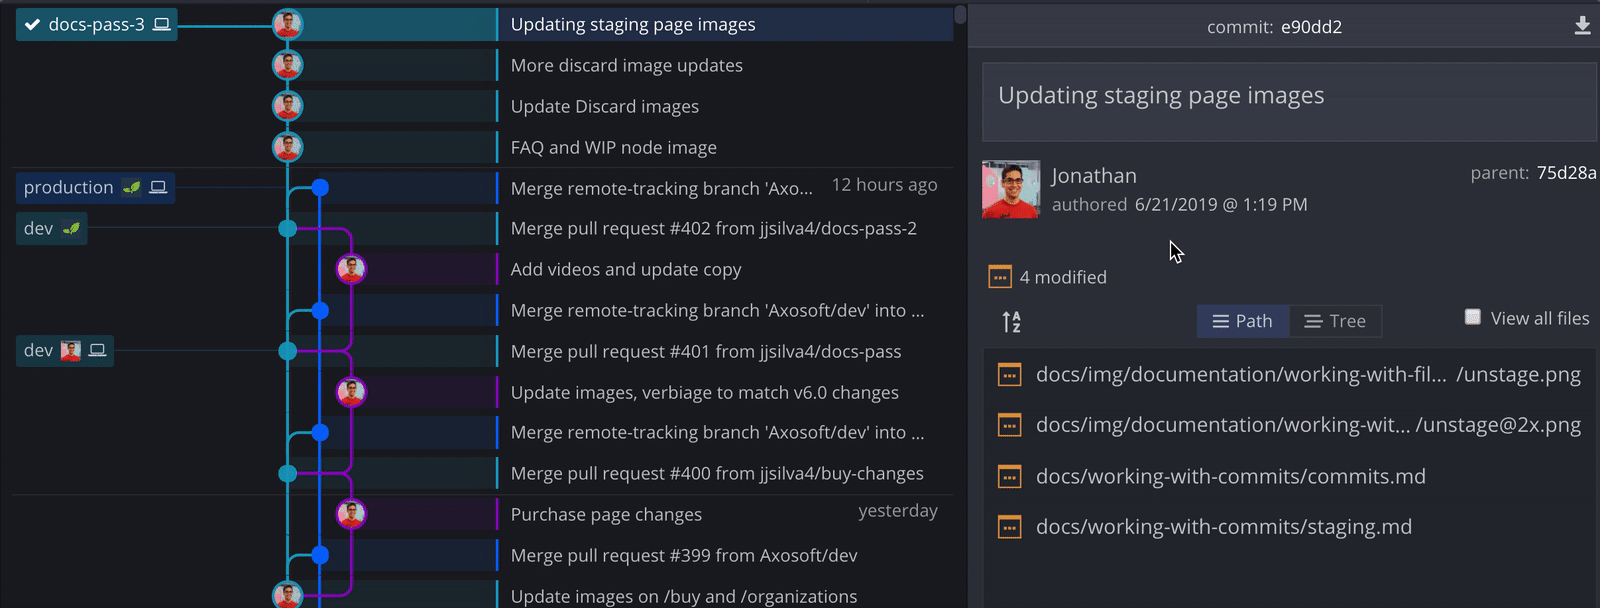 docs-pass-3
Updating staging page images
More discard image updates
Update Discard images
FAQ and WIP node image
production
Merge remote-tracking branch 'Axo... 12 hours ago
dev
Merge pull request #402 from jjsilva4/docs-pass-2
Add videos and update copy
Merge remote-tracking branch 'Axosoft/dev' into ...
dev
Merge pull request #401 from jjsilva4/docs-pass
Update images, verbiage to match v6.0 changes
Merge remote-tracking branch 'Axosoft/dev' into ...
Merge pull request #400 from jjsilva4/buy-changes
Purchase page changes yesterday
Merge pull request #399 from Axosoft/dev
Update images on /buy and /organizations
commit: e90dd2
Updating staging page images
Jonathan
parent: 75d28a
authored 6/21/2019 @ 1:19 PM
4 modified
A
Z
Path
Tree
View all files
docs/img/documentation/working-with-fil... /unstage.png
docs/img/documentation/working-wit... /unstage@2x.png
docs/working-with-commits/commits.md
docs/working-with-commits/staging.md